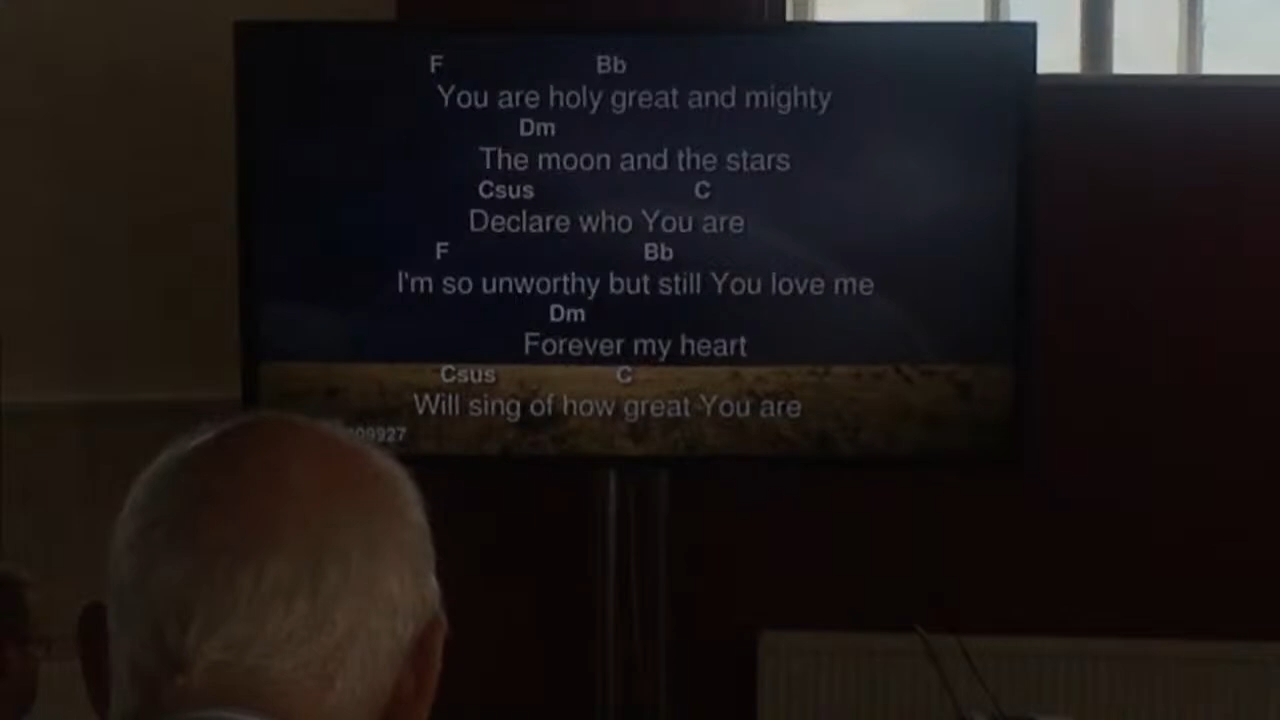 F Bb
You are holy great and mighty
Dm
The moon and the stars
Csus C
Declare who You are
F Bb
I'm so unworthy but still You love me
Dm
Forever my heart
Csus C
Will sing of how great You are